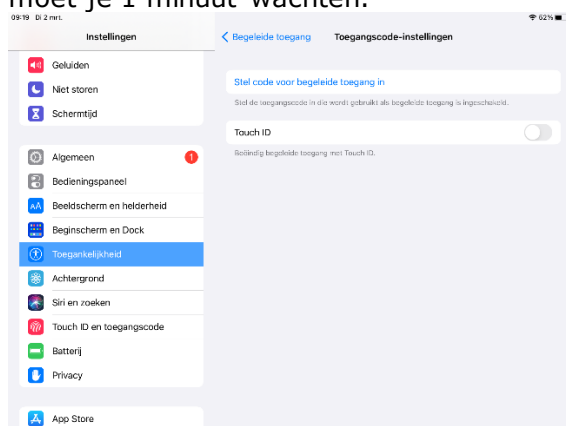 moet je 1 minuut wachten.
09:19 Di 2 mrt.
62%
Instellingen
Begeleide toegang
Toegangscode-instellingen
Geluiden
Niet storen
Schermtijd
Algemeen
1
Bedieningspaneel
AA Beeldscherm en helderheid
Beginscherm en Dock
Toegankelijkheid
Achtergrond
Siri en zoeken
Touch ID en toegangscode
Batterij
Privacy
App Store
Stel code voor begeleide toegang in
Stel de toegangscode in die wordt gebruikt als begeleide toegang is ingeschakeld.
Touch ID
Beëindig begeleide toegang met Touch ID.